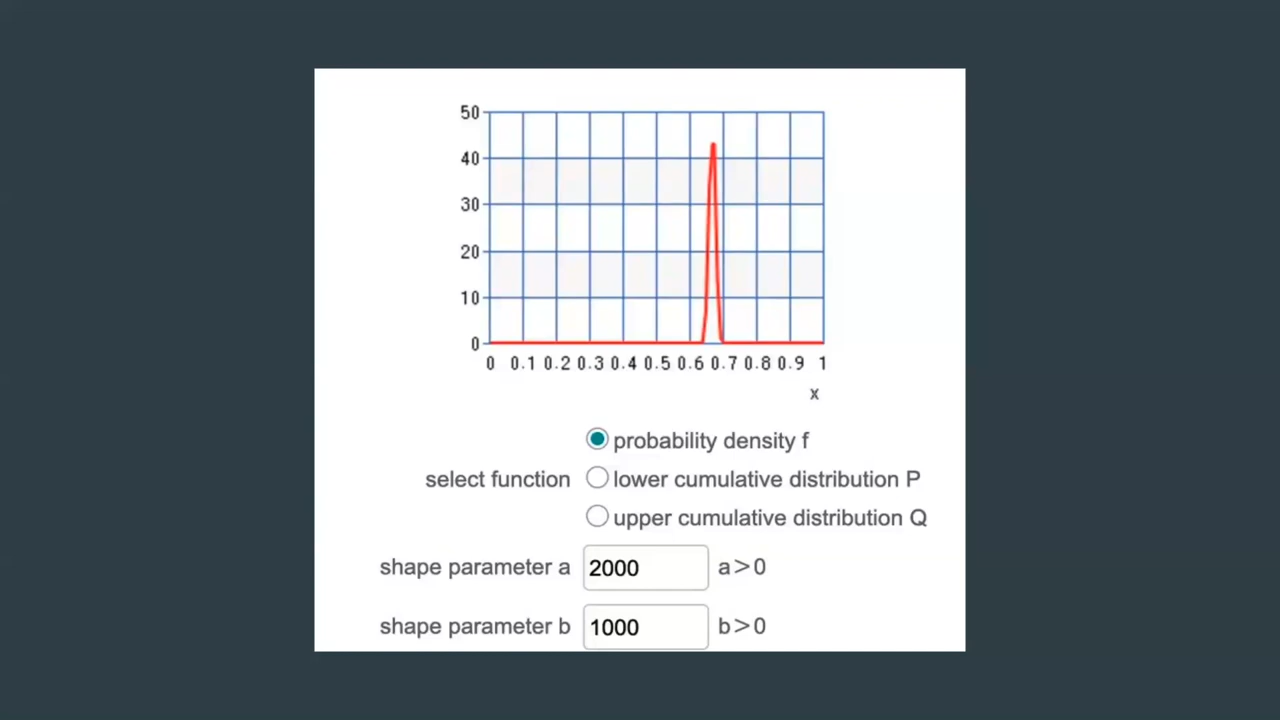 50
40
30
20
10
0
0 0.1 0.2 0.3 0.4 0.5 0.6 0.7 0.8 0.9 1
x
probability density f
select function lower cumulative distribution P
upper cumulative distribution Q
shape parameter a 2000 a>0
shape parameter b 1000 b>0